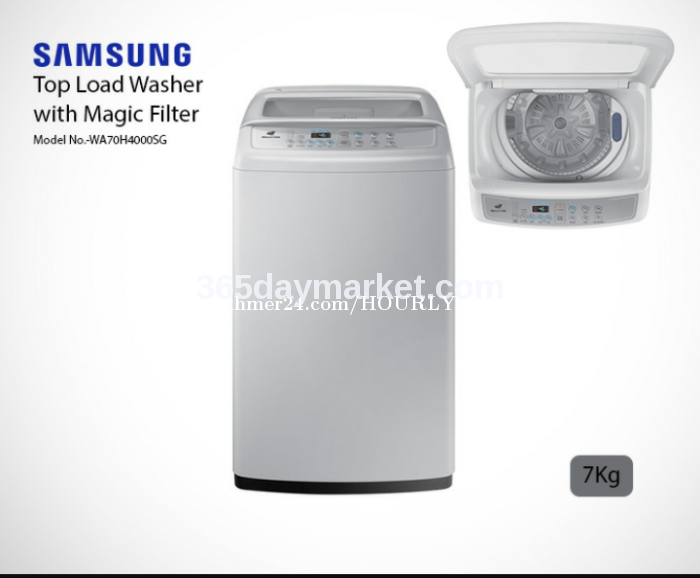 SAMSUNG
Top Load Washer
with Magic Filter
Model No.-WA70H4000SG
365daymarket.com
hmer24.com/HOURLY
7Kg